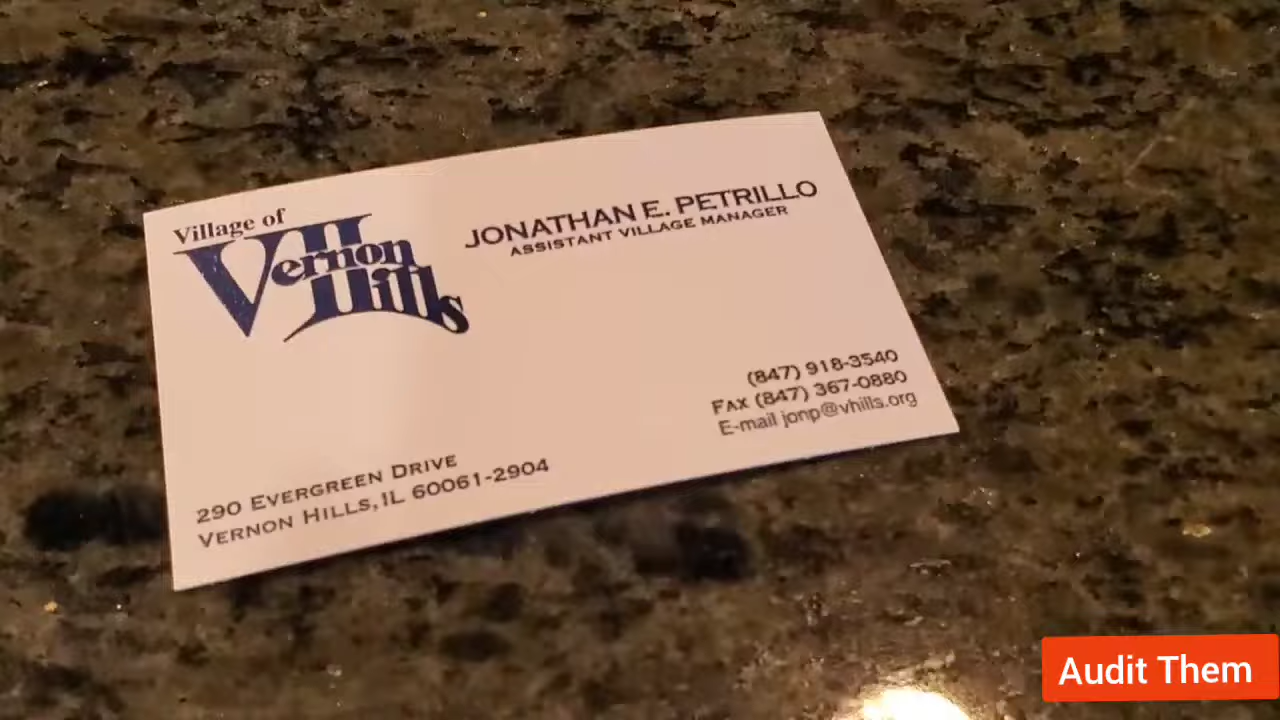 Village of
Vernon
Hills
JONATHAN E. PETRILLO
ASSISTANT VILLAGE MANAGER
(847) 918-3540
FAX (847) 367-0880
E-mail jonp@vhills.org
290 EVERGREEN DRIVE
VERNON HILLS, IL 60061-2904
Audit Them